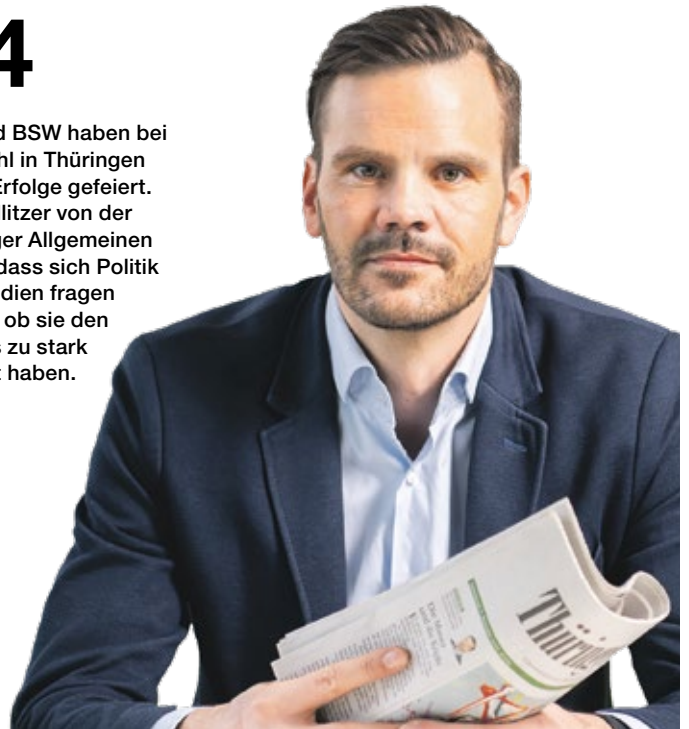 4
d BSW haben bei
hl in Thüringen
Erfolge gefeiert.
litzer von der
ger Allgemeinen
dass sich Politik
dien fragen
ob sie den
s zu stark
t haben.
Thüring